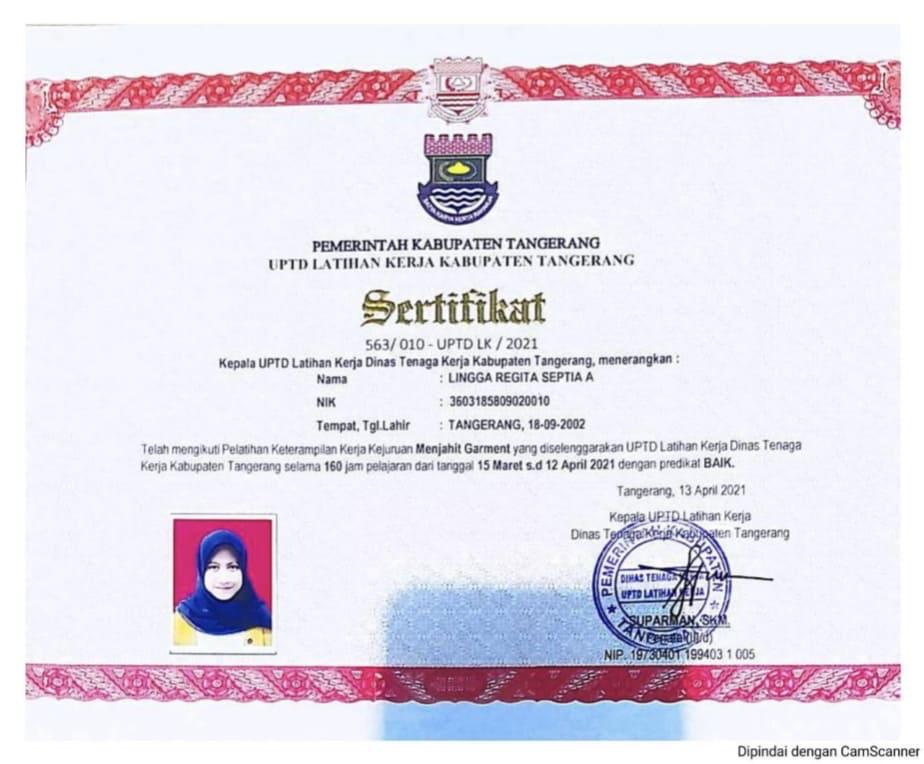 PEMERINTAH KABUPATEN TANGERANG
UPTD LATIHAN KERJA KABUPATEN TANGERANG
Sertifikat
563/ 010 - UPTD LK / 2021
Kepala UPTD Latihan Kerja Dinas Tenaga Kerja Kabupaten Tangerang, menerangkan :
Nama : LINGGA REGITA SEPTIA A
NIK : 3603185809020010
Tempat, Tgl.Lahir : TANGERANG, 18-09-2002
Telah mengikuti Pelatihan Keterampilan Kerja Kejuruan Menjahit Garment yang diselenggarakan UPTD Latihan Kerja Dinas Tenaga
Kerja Kabupaten Tangerang selama 160 jam pelajaran dari tanggal 15 Maret s.d 12 April 2021 dengan predikat BAIK.
Tangerang, 13 April 2021
Kepala UPTD Latihan Kerja
Dinas Tenaga Kerja Kabupaten Tangerang
PEMERINTAH KABUPATEN
DINAS TENAGA
UPTD LATIHAN KERJA
TANGERANG
SUPARMAN, SKM
NIP. 19730401 199403 1 005
Dipindai dengan CamScanner